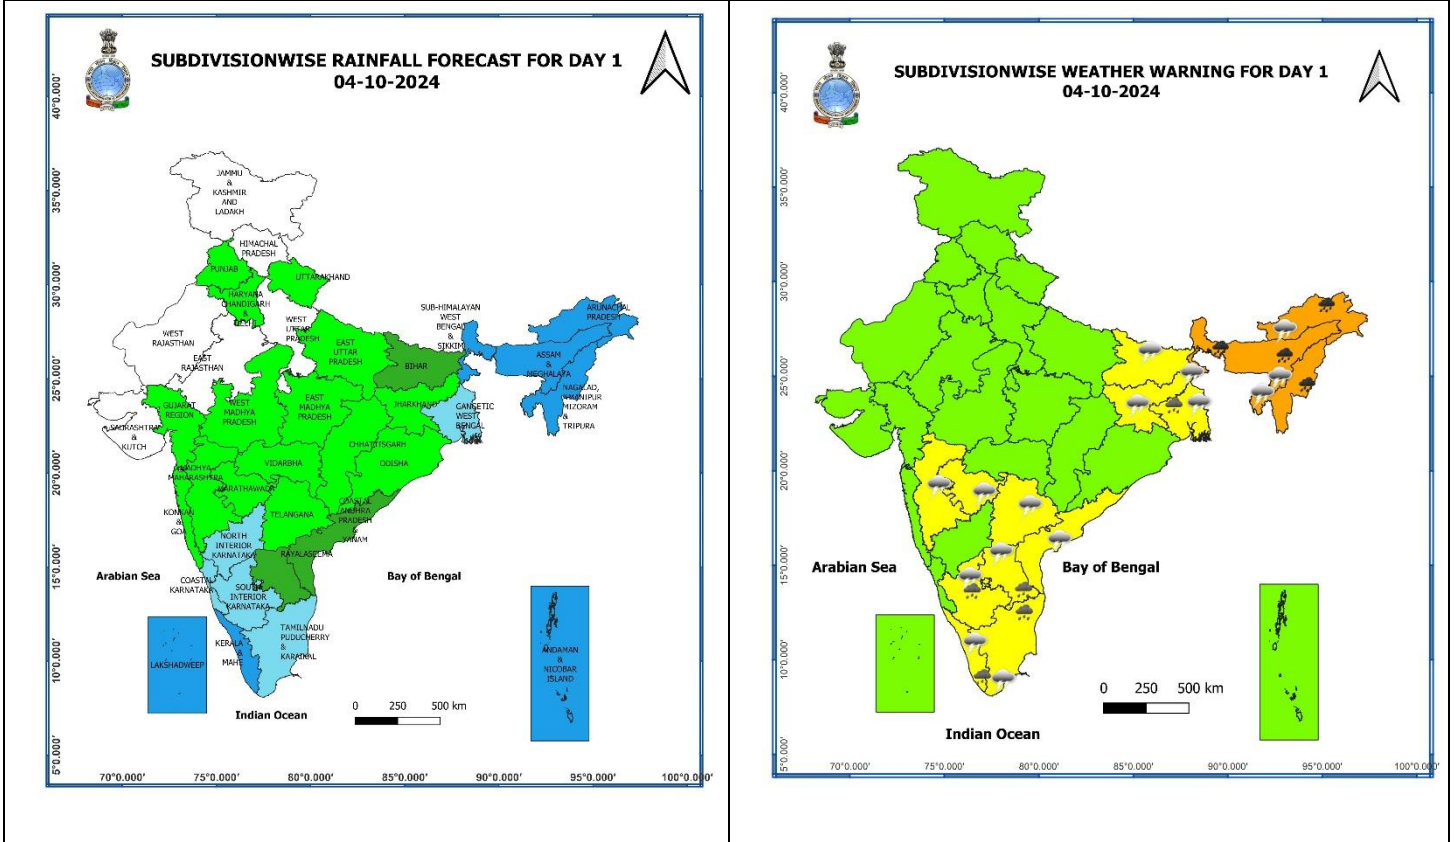 SUBDIVISIONWISE RAINFALL FORECAST FOR DAY 1
04-10-2024
40°0.000'
35°0.000'
30°0.000'
25°0.000'
20°0.000'
15°0.000'
10°0.000'
5°0.000'
JAMMU
&
KASHMIR
AND
LADAKH
HIMACHAL
PRADESH
PUNJAB
UTTARAKHAND
HARYANA
CHANDIGARH
&
DELHI
WEST
RAJASTHAN
EAST
RAJASTHAN
WEST
UTTAR
PRADESH
EAST
UTTAR
PRADESH
SUB-HIMALAYAN
WEST
BENGAL
&
SIKKIM
ARUNACHAL
PRADESH
ASSAM
&
MEGHALAYA
NAGALAD,
MANIPUR
MIZORAM
&
TRIPURA
BIHAR
JHARKHAND
GANGETIC
WEST
BENGAL
GUJARAT
REGION
SAURASHTRA
&
KUTCH
WEST
MADHYA
PRADESH
EAST
MADHYA
PRADESH
CHHATTISGARH
ODISHA
VIDARBHA
MADHYA
MAHARASHTRA
MARATHAWADA
KONKAN
&
GOA
TELANGANA
COASTAL
ANDHRA
PRADESH
&
YANAM
NORTH
INTERIOR
KARNATAKA
RAYALASEEMA
COASTAL
KARNATAKA
SOUTH
INTERIOR
KARNATAKA
TAMILNADU
PUDUCHERRY
&
KARAIKAL
KERALA
&
MAHE
LAKSHADWEEP
ANDAMAN
&
NICOBAR
ISLAND
Arabian Sea
Bay of Bengal
Indian Ocean
0 250 500 km
70°0.000' 75°0.000' 80°0.000' 85°0.000' 90°0.000' 95°0.000' 100°0.000'
SUBDIVISIONWISE WEATHER WARNING FOR DAY 1
04-10-2024
40°0.000'
35°0.000'
30°0.000'
25°0.000'
20°0.000'
15°0.000'
10°0.000'
5°0.000'
Arabian Sea
Bay of Bengal
Indian Ocean
0 250 500 km
70°0.000' 75°0.000' 80°0.000' 85°0.000' 90°0.000' 95°0.000' 100°0.000'